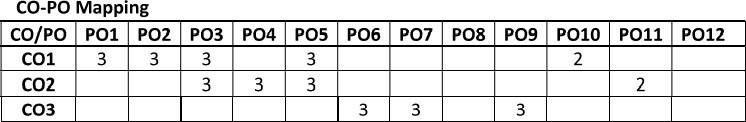 CO-PO Mapping
CO/PO PO1 PO2 PO3 PO4 PO5 PO6 PO7 PO8 PO9 PO10 PO11 PO12
CO1 3 3 3 3 2
CO2 3 3 3 2
CO3 3 3 3